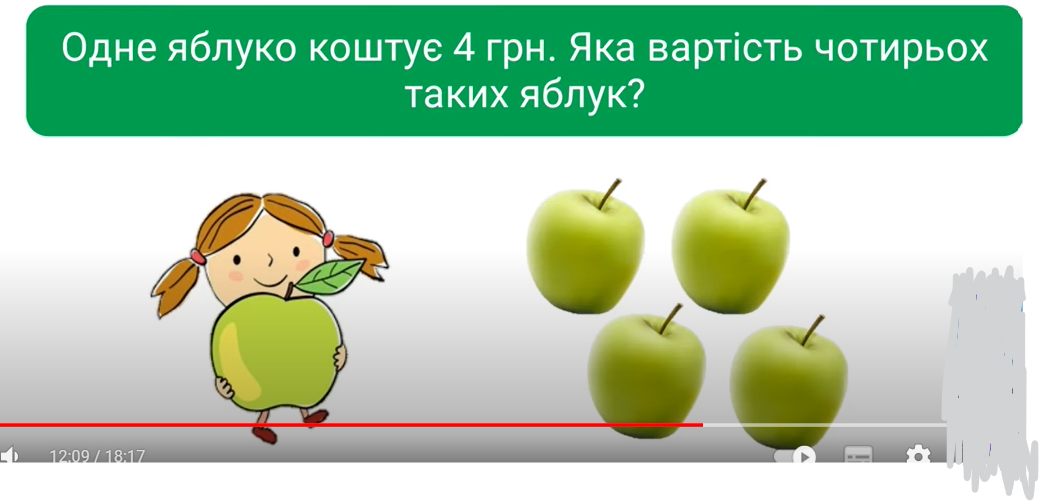 Одне яблуко коштує 4 грн. Яка вартість чотирьох
таких яблук?
12:09 / 18:17